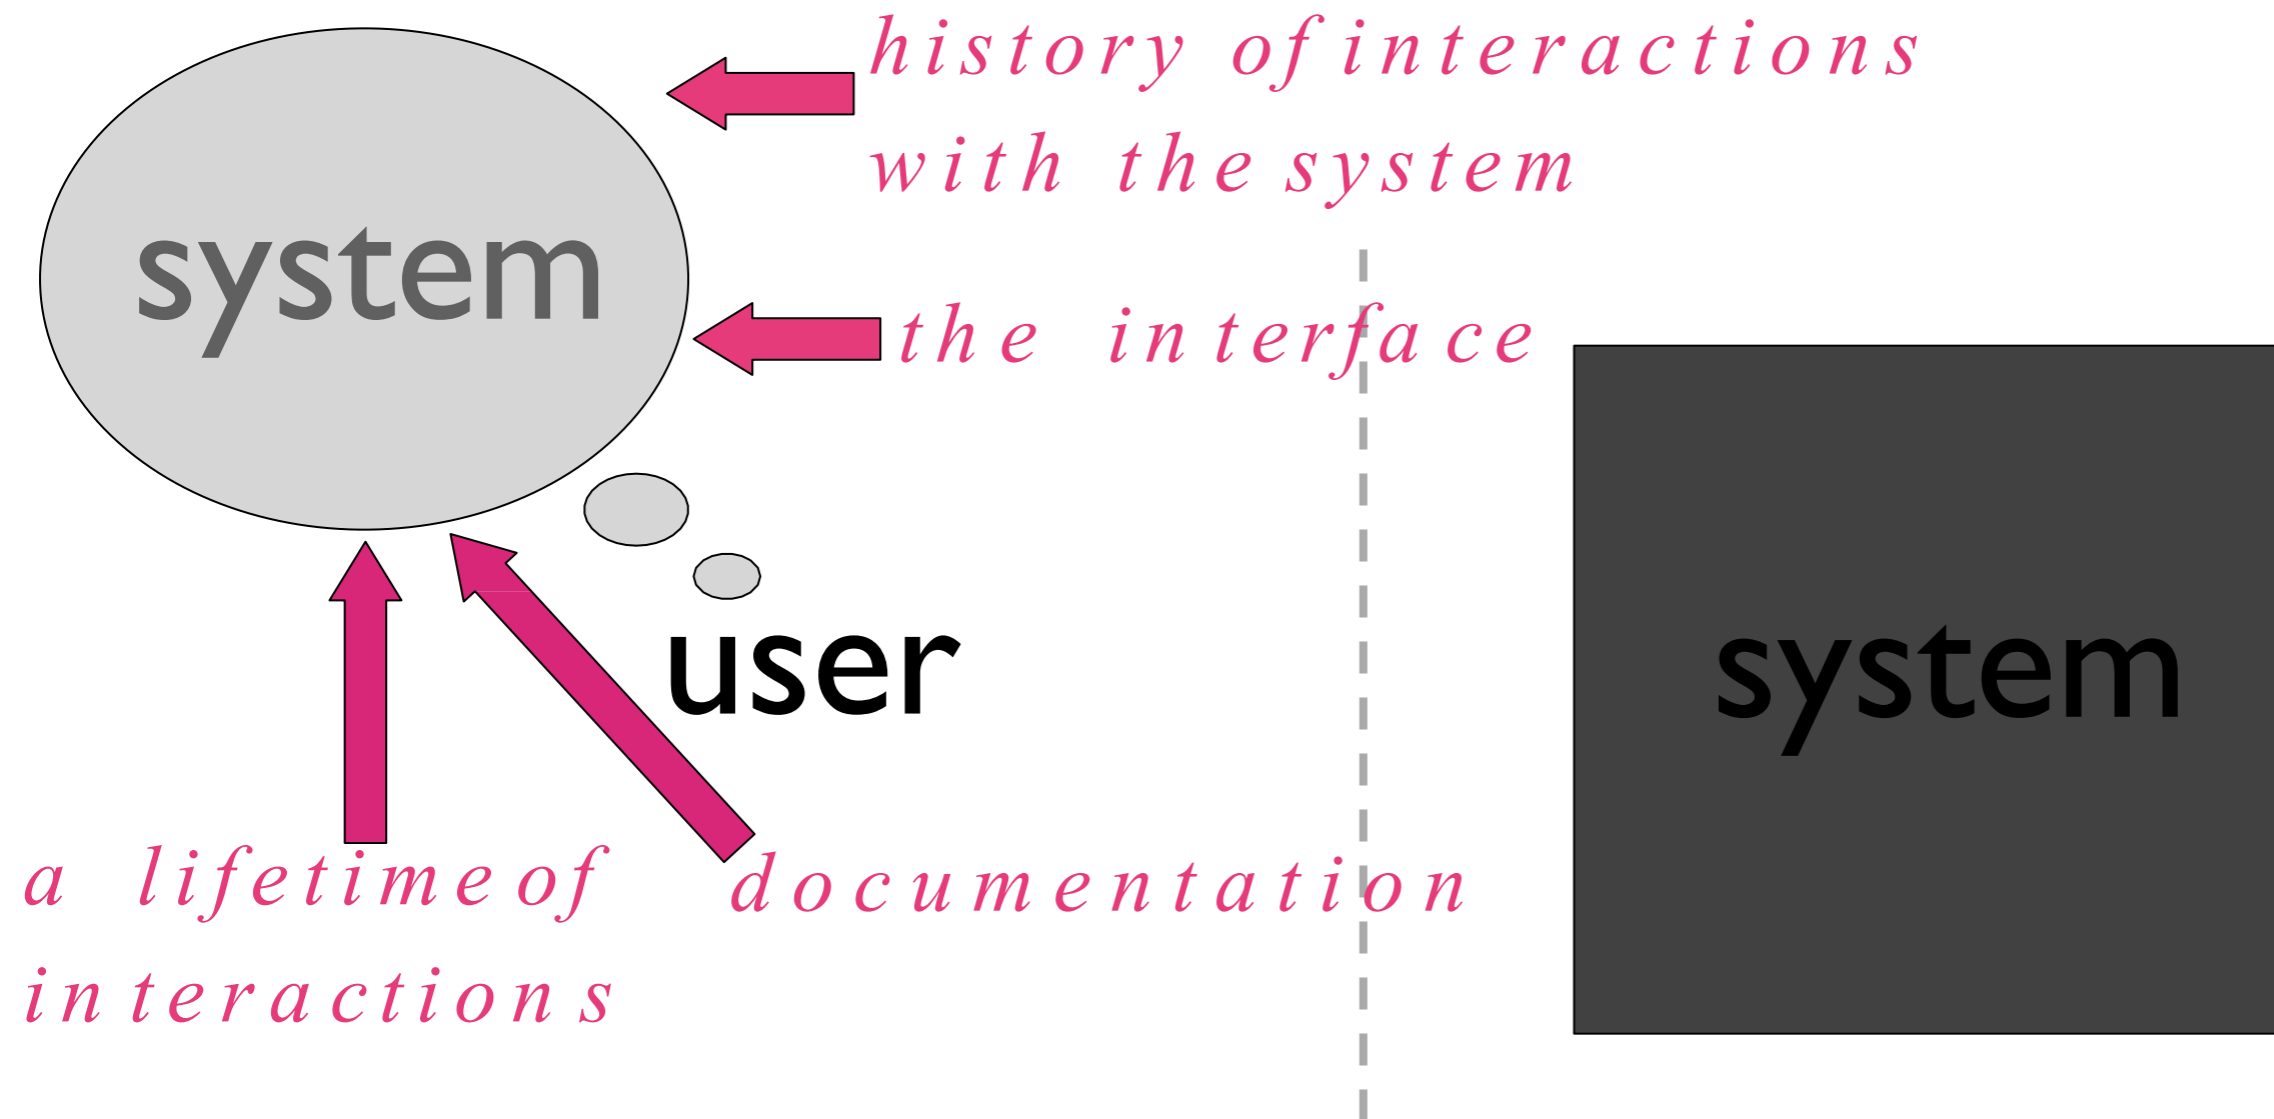 history of interactions
with the system
system
the interface
user
system
a lifetime of
interactions
documentation